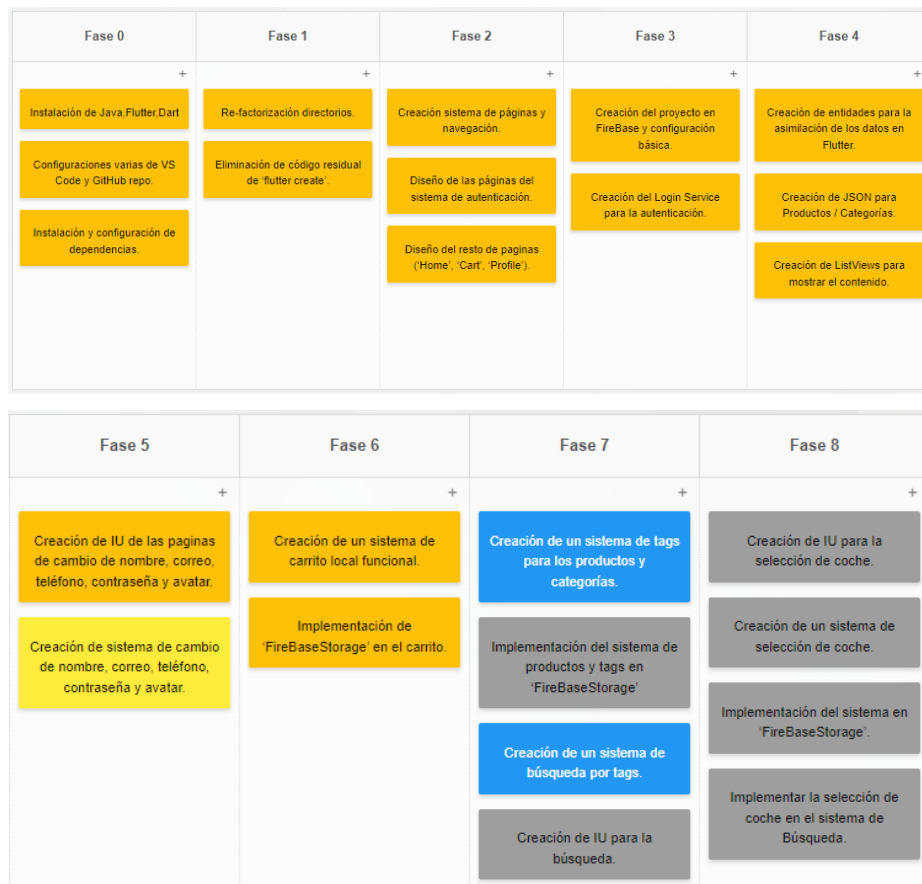 Fase 0
Fase 1
Fase 2
Fase 3
Fase 4
+
+
+
+
+
Instalación de Java,Flutter,Dart
Configuraciones varias de VS
Code y GitHub repo.
Instalación y configuración de
dependencias.
Re-factorización directorios.
Eliminación de código residual
de 'flutter create'.
Creación sistema de páginas y
navegación.
Diseño de las páginas del
sistema de autenticación.
Diseño del resto de paginas
('Home', 'Cart', 'Profile').
Creación del proyecto en
FireBase y configuración
básica.
Creación del Login Service
para la autenticación.
Creación de entidades para la
asimilación de los datos en
Flutter.
Creación de JSON para
Productos / Categorías.
Creación de ListViews para
mostrar el contenido.
Fase 5
Fase 6
Fase 7
Fase 8
+
+
+
+
Creación de IU de las paginas
de cambio de nombre, correo,
teléfono, contraseña y avatar.
Creación de sistema de cambio
de nombre, correo, teléfono,
contraseña y avatar.
Creación de un sistema de
carrito local funcional.
Implementación de
'FireBaseStorage' en el carrito.
Creación de un sistema de tags
para los productos y
categorías.
Implementación del sistema de
productos y tags en
'FireBaseStorage'
Creación de un sistema de
búsqueda por tags.
Creación de IU para la
búsqueda.
Creación de IU para la
selección de coche.
Creación de un sistema de
selección de coche.
Implementación del sistema en
'FireBaseStorage'.
Implementar la selección de
coche en el sistema de
Búsqueda.